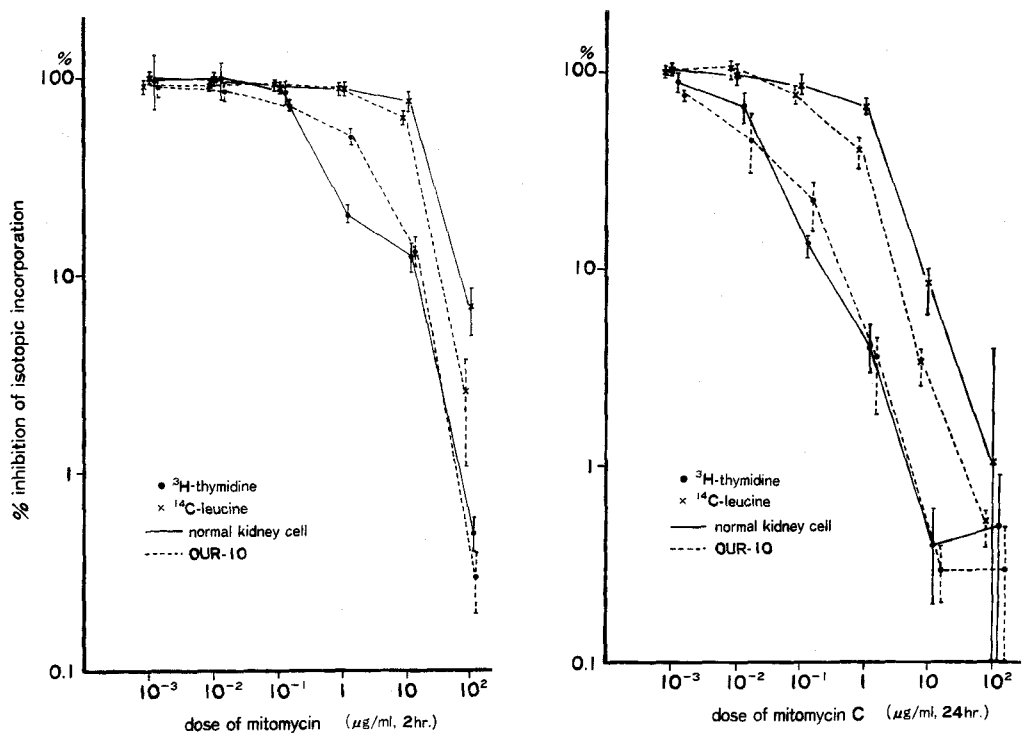 % inhibition of isotopic incorporation
%
100
10
1
0.1
● ³H-thymidine
× ¹⁴C-leucine
normal kidney cell
OUR-10
10⁻³ 10⁻² 10⁻¹ 1 10 10²
dose of mitomycin (μg/ml, 2hr.)
%
100
10
1
0.1
● ³H-thymidine
× ¹⁴C-leucine
normal kidney cell
OUR-10
10⁻³ 10⁻² 10⁻¹ 1 10 10²
dose of mitomycin C (μg/ml, 24hr.)